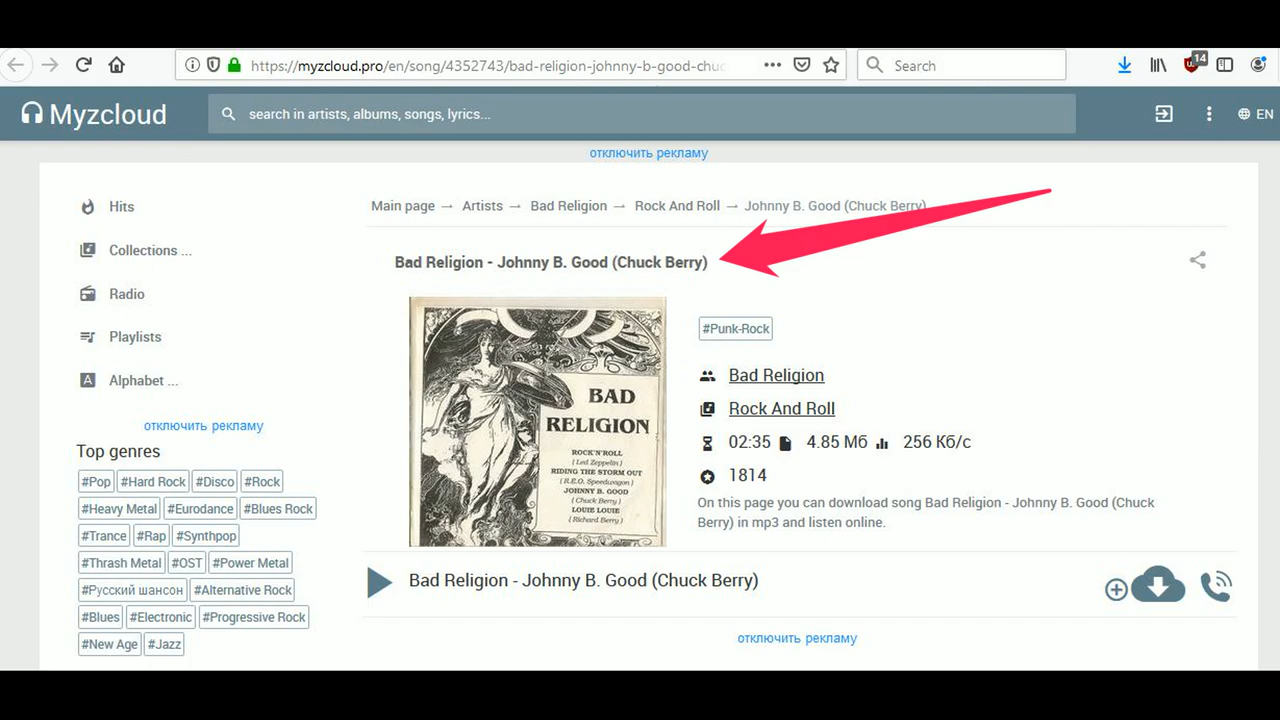 https://myzcloud.pro/en/song/4352743/bad-religion-johnny-b-good-chuc
Search
14
Myzcloud
search in artists, albums, songs, lyrics...
EN
отключить рекламу
Hits
Collections ...
Radio
Playlists
Alphabet ...
отключить рекламу
Top genres
#Pop #Hard Rock #Disco #Rock
#Heavy Metal #Eurodance #Blues Rock
#Trance #Rap #Synthpop
#Thrash Metal #OST #Power Metal
#Русский шансон #Alternative Rock
#Blues #Electronic #Progressive Rock
#New Age #Jazz
Main page → Artists → Bad Religion → Rock And Roll → Johnny B. Good (Chuck Berry)
Bad Religion - Johnny B. Good (Chuck Berry)
BAD
RELIGION
ROCK'N'ROLL
(Led Zeppelin)
RIDING THE STORM OUT
(R.E.O. Speedwagon)
JOHNNY B. GOOD
(Chuck Berry)
LOUIE LOUIE
(Richard Berry)
#Punk-Rock
Bad Religion
Rock And Roll
02:35 4.85 Мб 256 Кб/с
1814
On this page you can download song Bad Religion - Johnny B. Good (Chuck
Berry) in mp3 and listen online.
Bad Religion - Johnny B. Good (Chuck Berry)
отключить рекламу